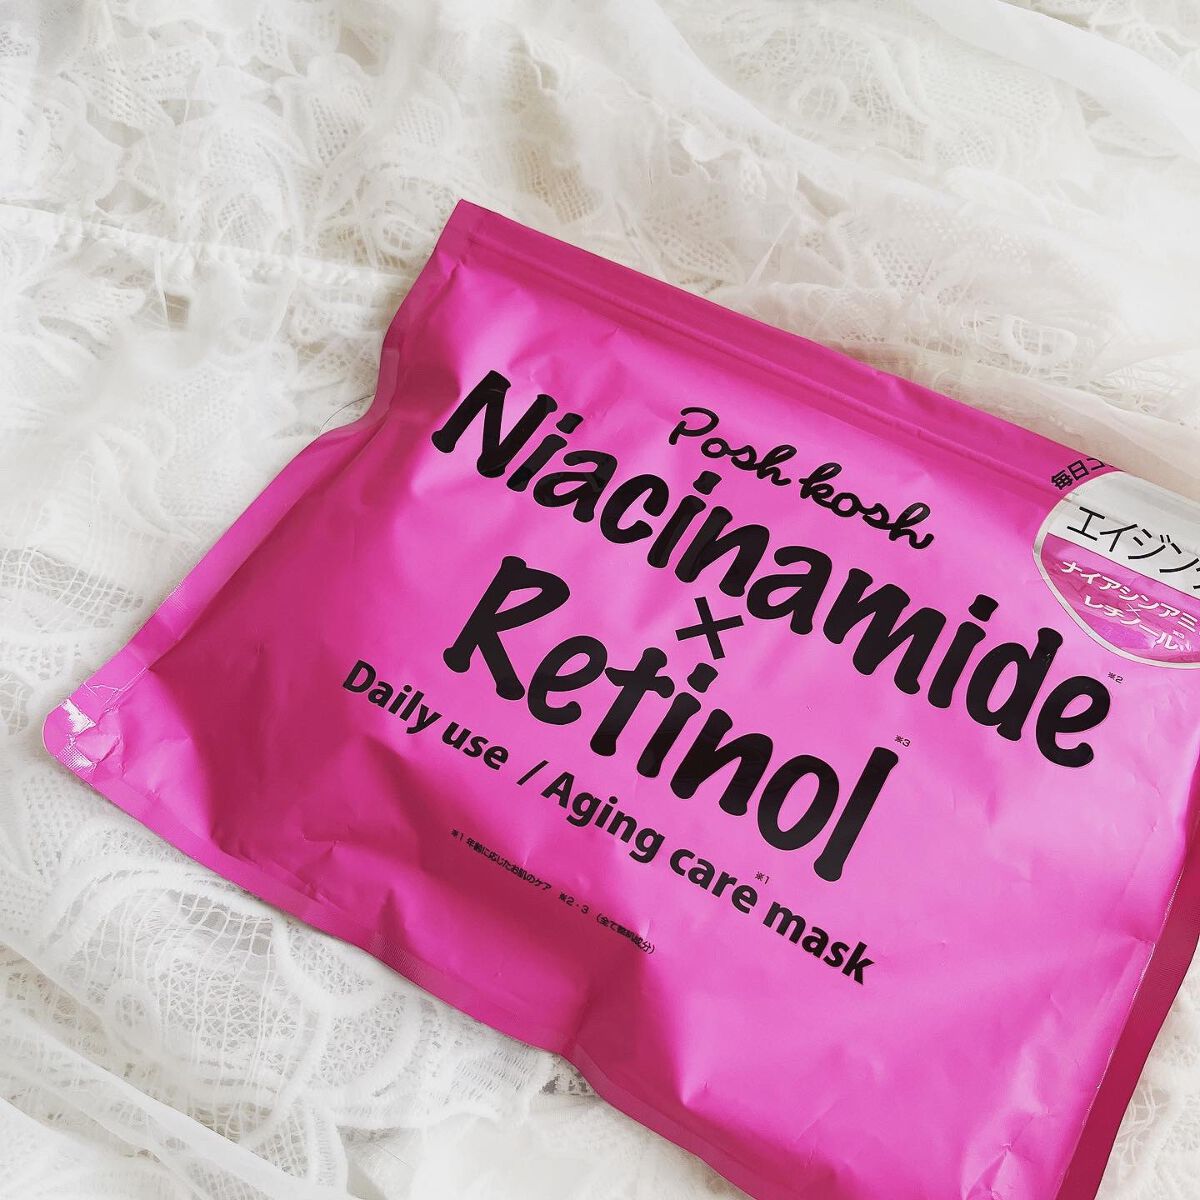 Posh kosh
Niacinamide※2
×
Retinol※3
Daily use / Aging care※1 mask
※1 年齢に応じたお肌のケア ※2・3 (全て整肌成分)
毎日コ
エイジング
ナイアシンアミ
×
レチノール